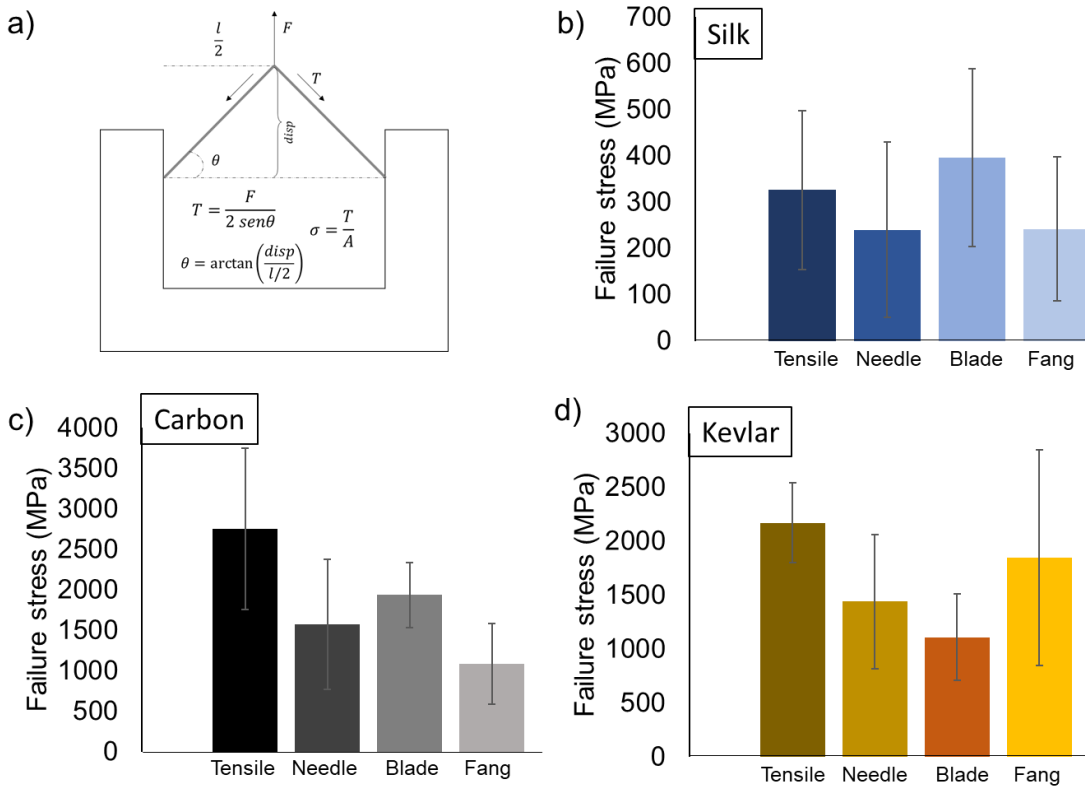 a)
l/2
F
T
disp
θ
T = F / 2 senθ
σ = T / A
θ = arctan(disp / l/2)
b)
Silk
Failure stress (MPa)
700
600
500
400
300
200
100
0
Tensile Needle Blade Fang
c)
Carbon
Failure stress (MPa)
4000
3500
3000
2500
2000
1500
1000
500
0
Tensile Needle Blade Fang
d)
Kevlar
Failure stress (MPa)
3000
2500
2000
1500
1000
500
0
Tensile Needle Blade Fang